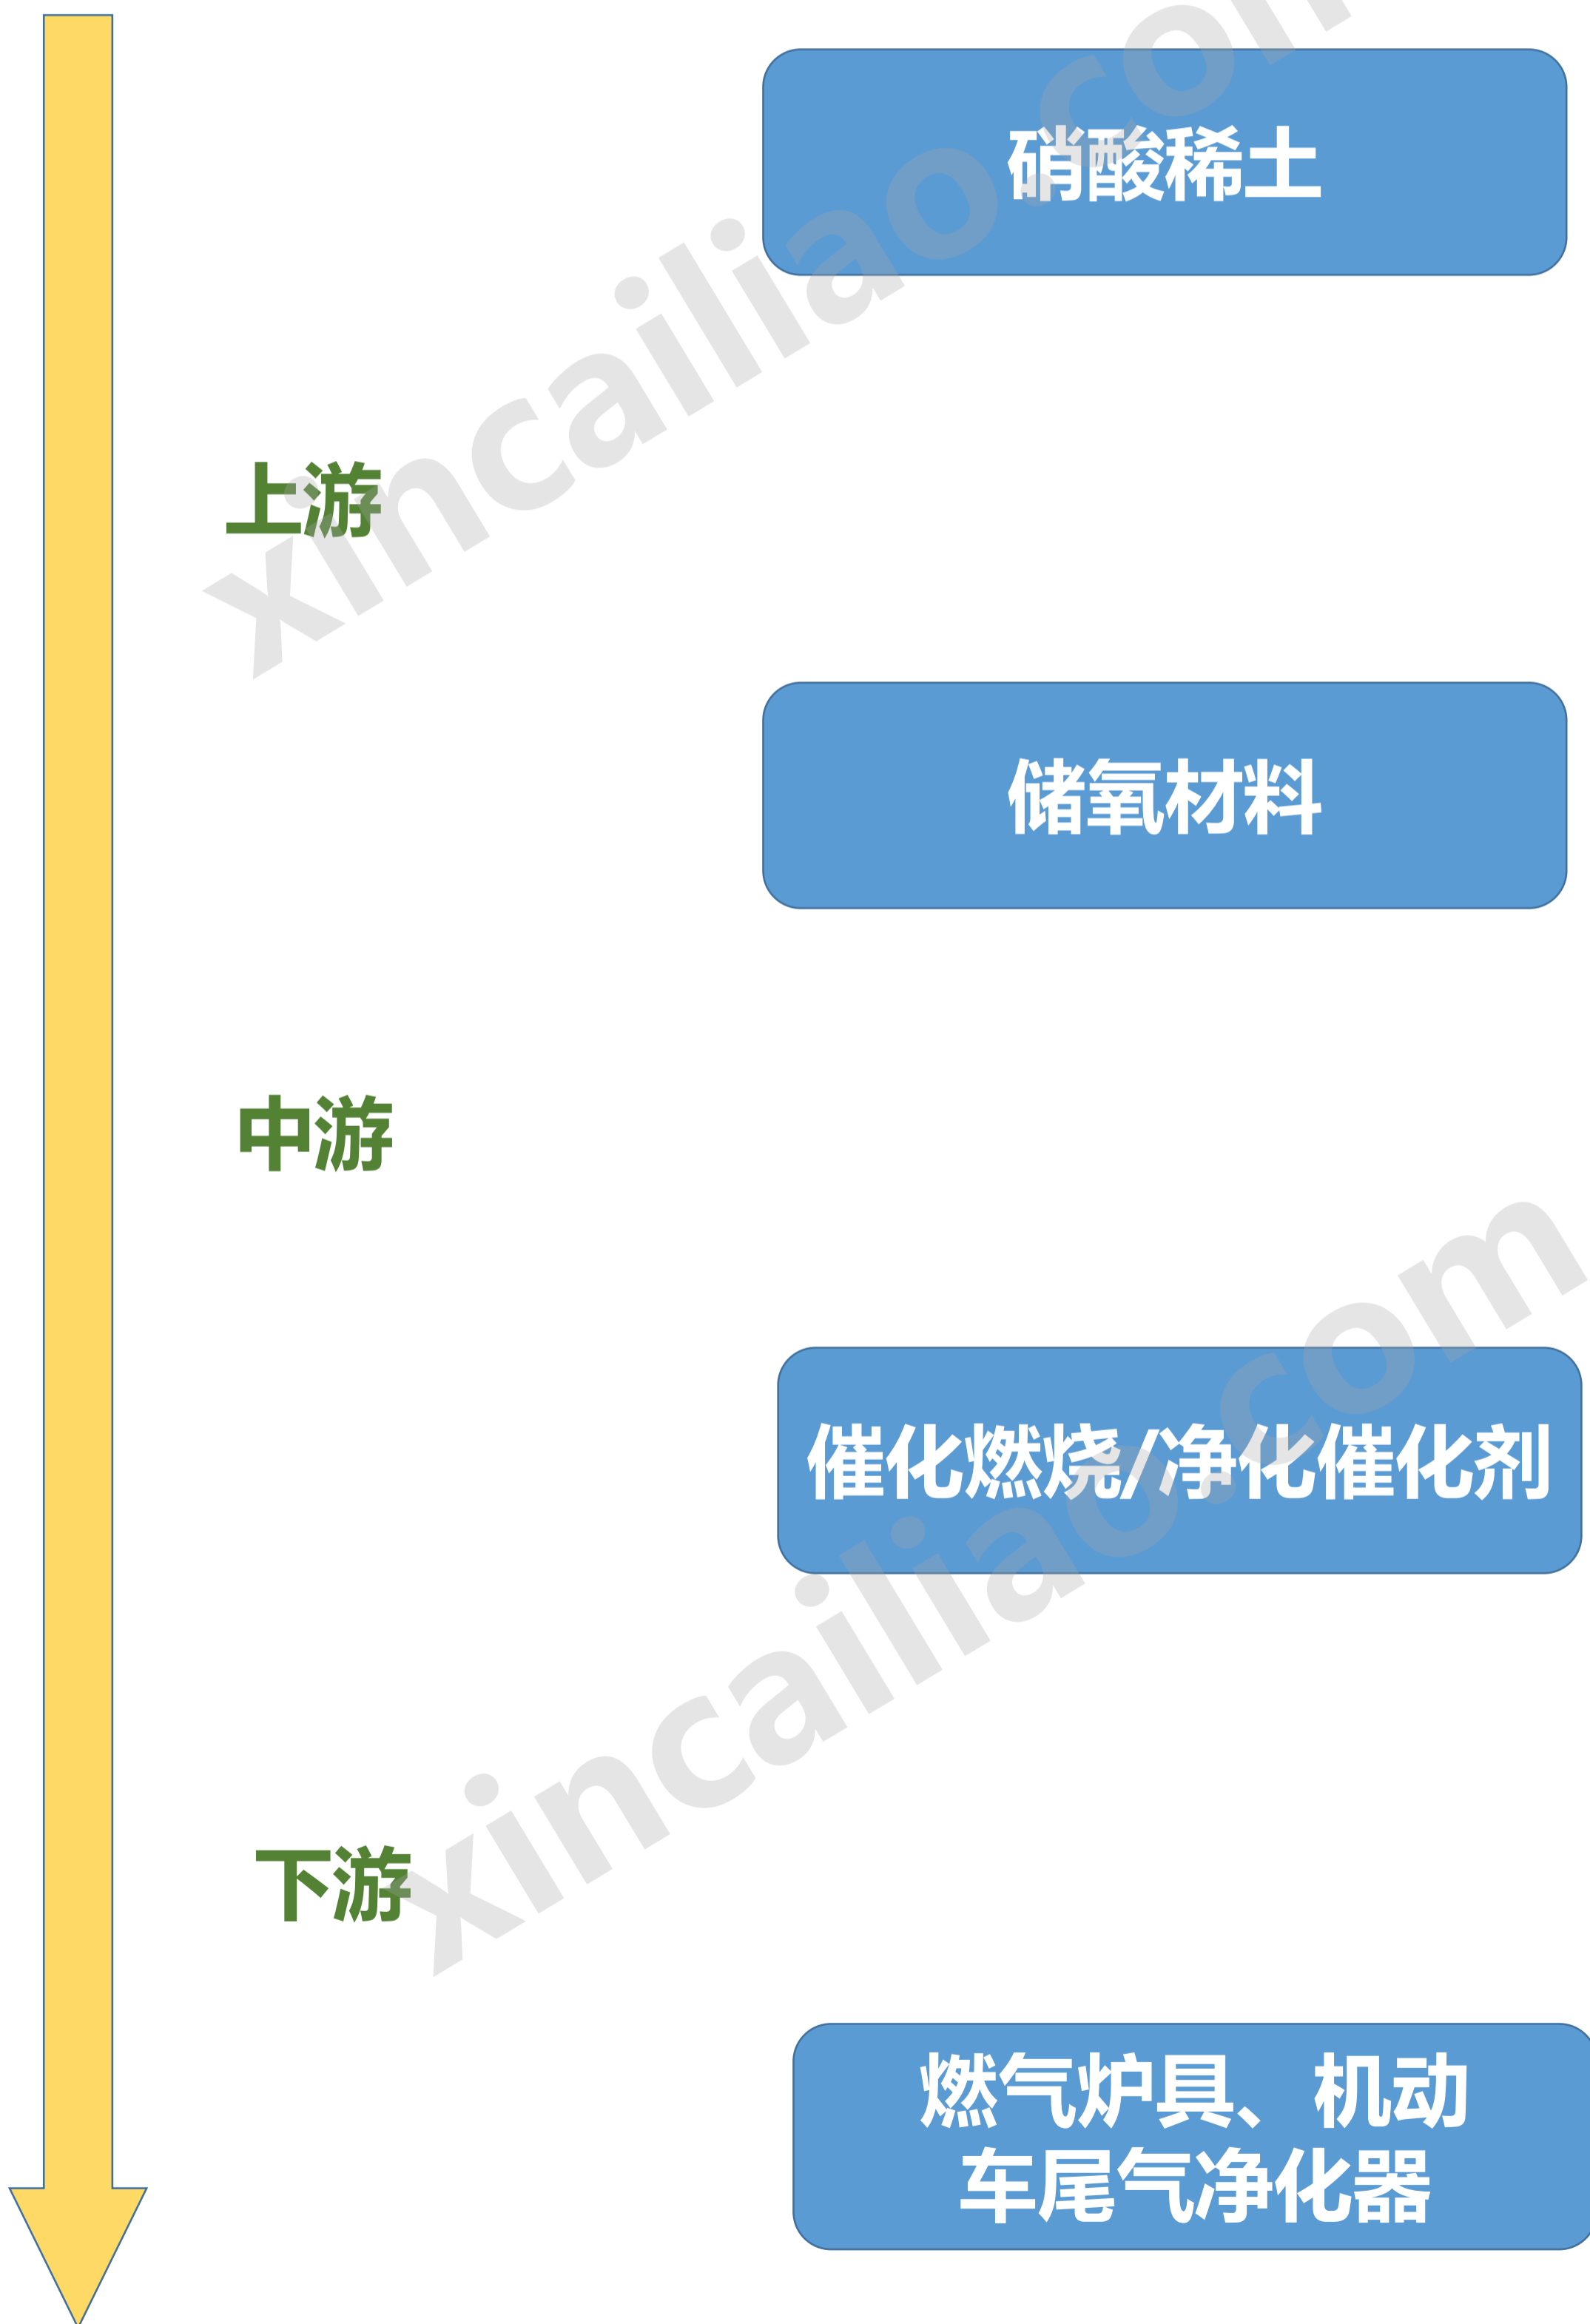 硝酸稀土
上游
储氧材料
中游
催化燃烧/净化催化剂
下游
燃气炉具、机动
车尾气净化器
xincailiao.com
xincailiao.com